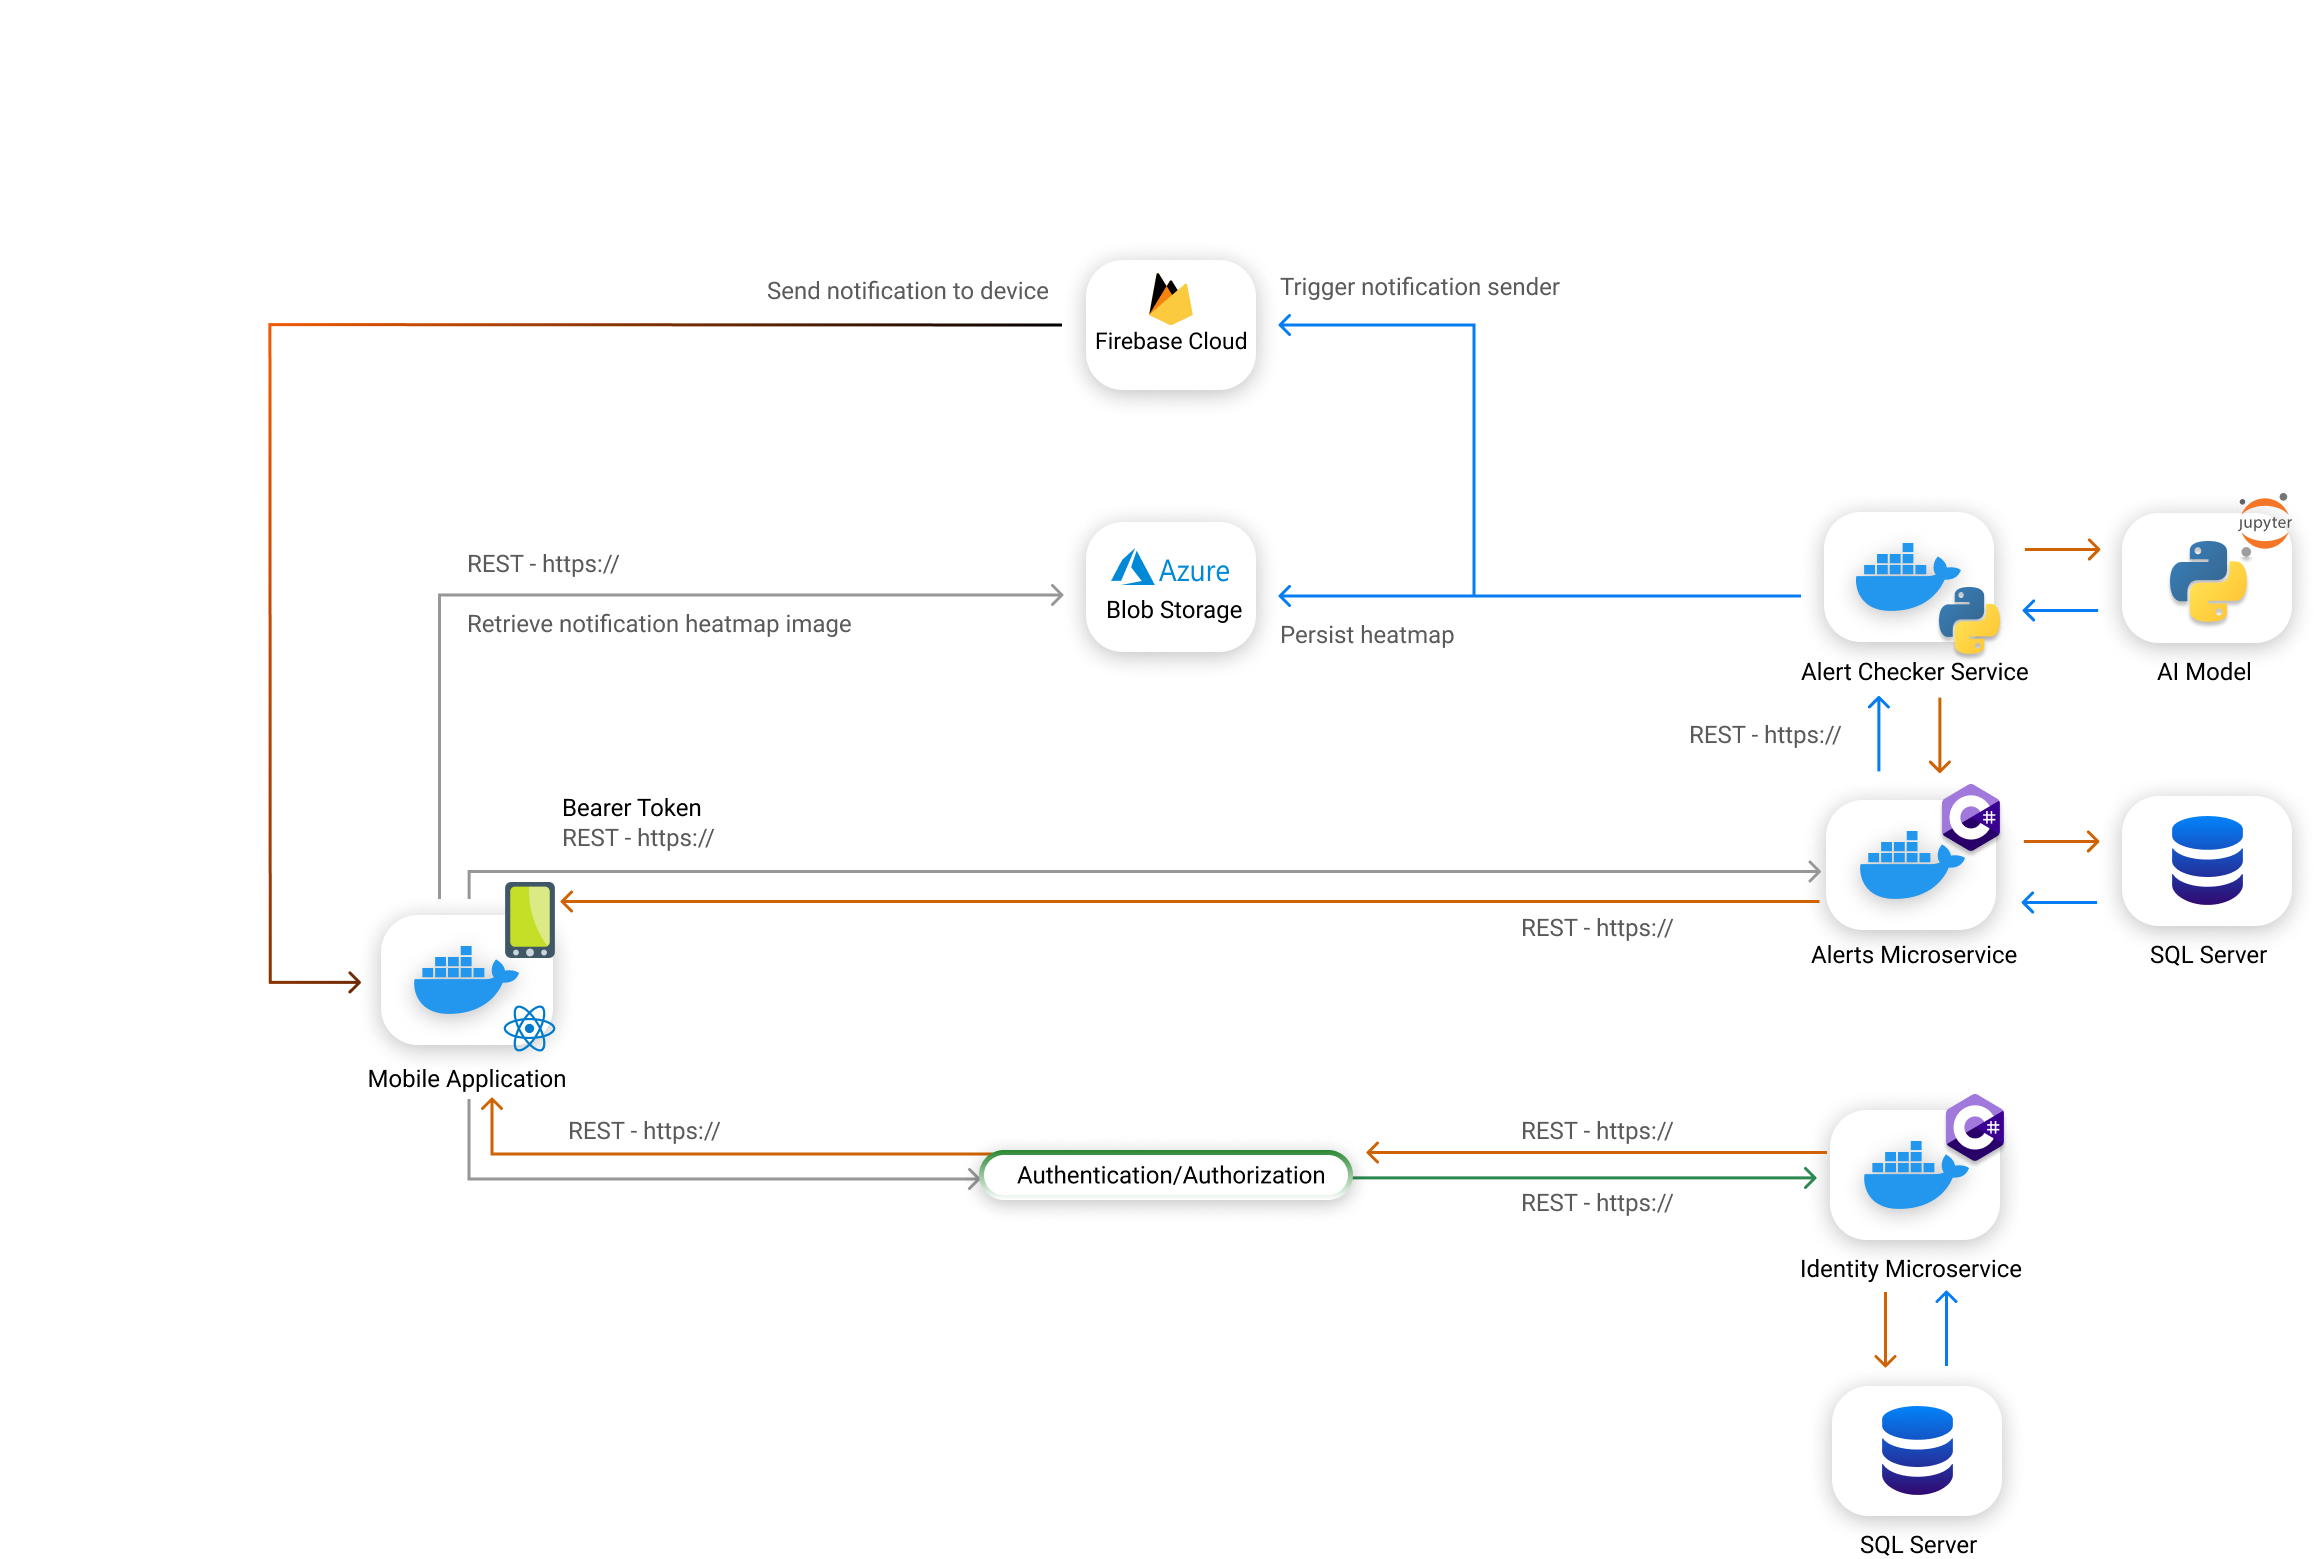 Send notification to device
Firebase Cloud
Trigger notification sender
REST - https://
Retrieve notification heatmap image
Azure
Blob Storage
Persist heatmap
Alert Checker Service
jupyter
AI Model
REST - https://
Bearer Token
REST - https://
REST - https://
Alerts Microservice
SQL Server
Mobile Application
REST - https://
Authentication/Authorization
REST - https://
REST - https://
Identity Microservice
SQL Server
C#
C#